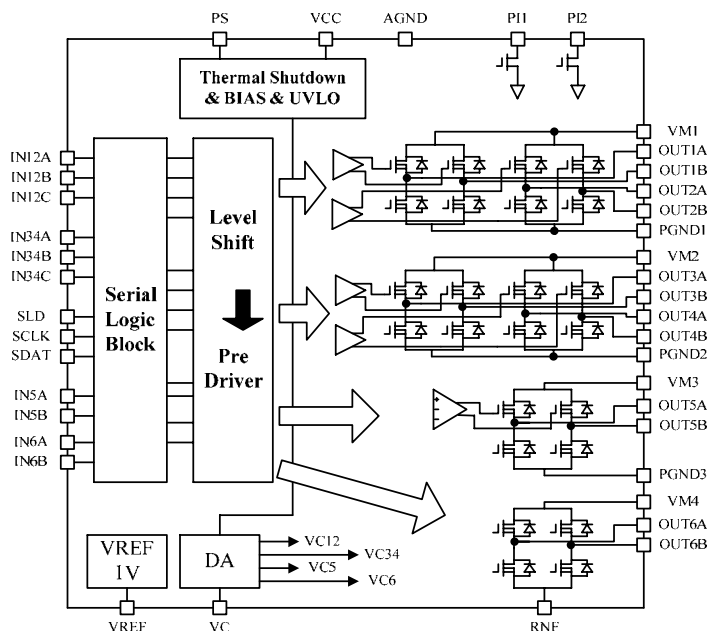 PS VCC AGND PI1 PI2
Thermal Shutdown
& BIAS & UVLO
IN12A
IN12B
IN12C
IN34A
IN34B
IN34C
SLD
SCLK
SDAT
IN5A
IN5B
IN6A
IN6B
Serial
Logic
Block
Level
Shift
Pre
Driver
VM1
OUT1A
OUT1B
OUT2A
OUT2B
PGND1
VM2
OUT3A
OUT3B
OUT4A
OUT4B
PGND2
VM3
OUT5A
OUT5B
PGND3
VM4
OUT6A
OUT6B
VREF
1V
DA
VC12
VC34
VC5
VC6
VREF VC RNF